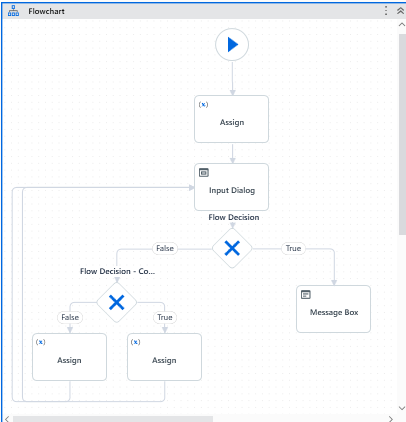 Flowchart
(x)
Assign
Input Dialog
Flow Decision
False
True
Flow Decision - Co...
False
True
Message Box
(x)
Assign
(x)
Assign